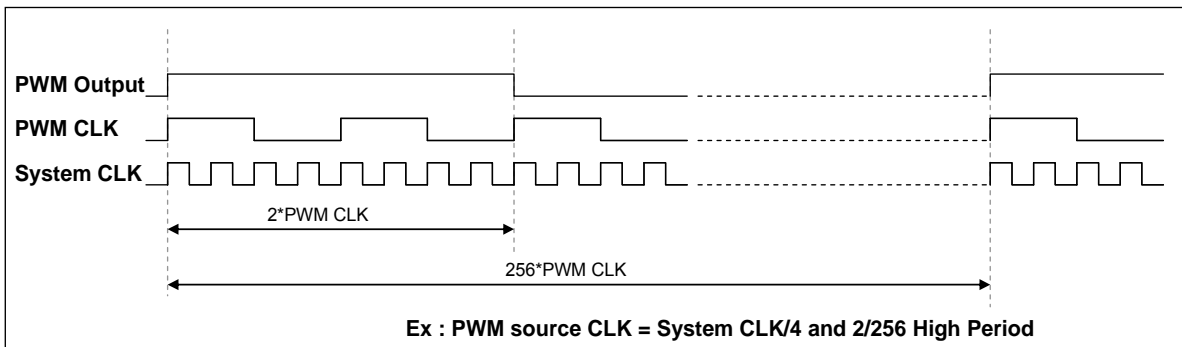 PWM Output
PWM CLK
System CLK
2*PWM CLK
256*PWM CLK
Ex : PWM source CLK = System CLK/4 and 2/256 High Period